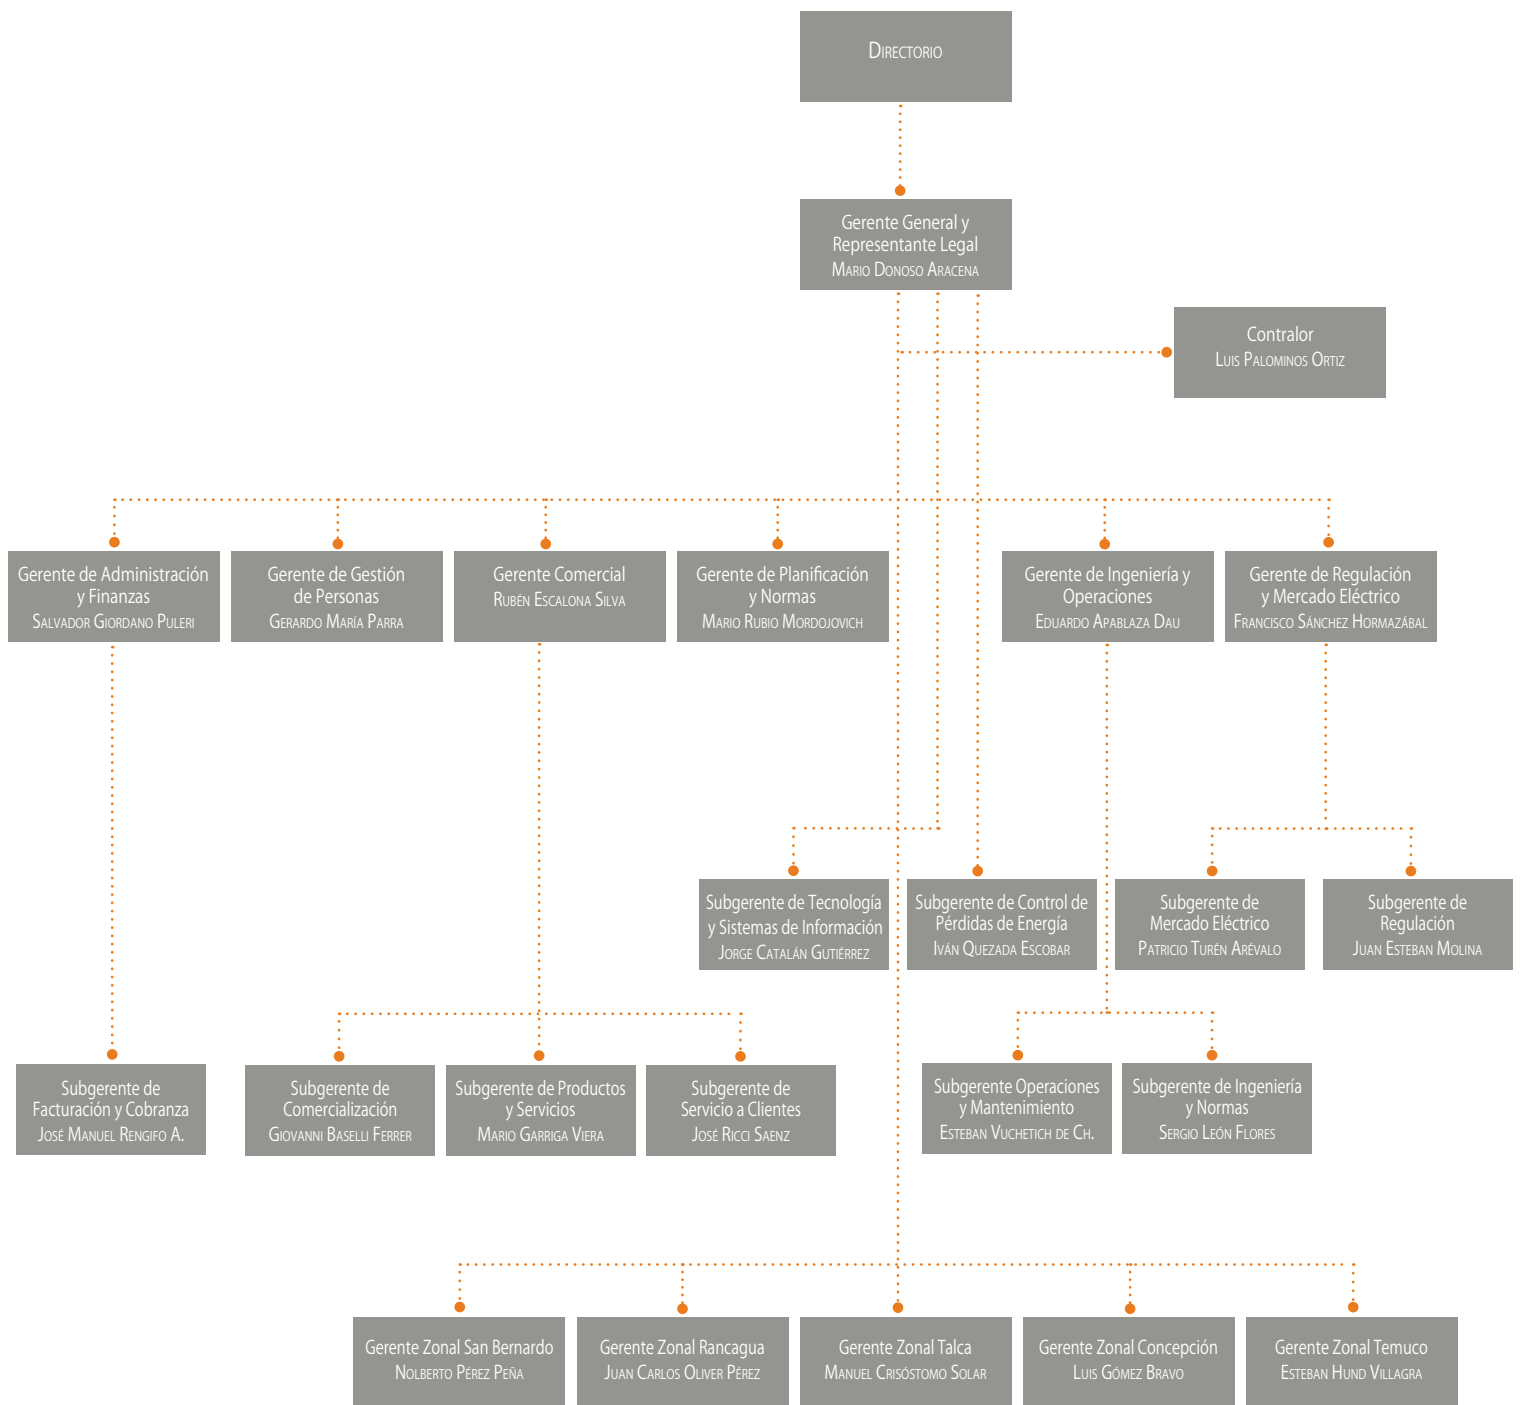 Directorio
Gerente General y
Representante Legal
Mario Donoso Aracena
Contralor
Luis Palominos Ortiz
Gerente de Administración
y Finanzas
Salvador Giordano Puleri
Gerente de Gestión
de Personas
Gerardo María Parra
Gerente Comercial
Rubén Escalona Silva
Gerente de Planificación
y Normas
Mario Rubio Mordojovich
Gerente de Ingeniería y
Operaciones
Eduardo Apablaza Dau
Gerente de Regulación
y Mercado Eléctrico
Francisco Sánchez Hormazábal
Subgerente de Tecnología
y Sistemas de Información
Jorge Catalán Gutiérrez
Subgerente de Control de
Pérdidas de Energía
Iván Quezada Escobar
Subgerente de
Mercado Eléctrico
Patricio Turén Arévalo
Subgerente de
Regulación
Juan Esteban Molina
Subgerente de
Facturación y Cobranza
José Manuel Rengifo A.
Subgerente de
Comercialización
Giovanni Baselli Ferrer
Subgerente de Productos
y Servicios
Mario Garriga Viera
Subgerente de
Servicio a Clientes
José Ricci Saenz
Subgerente Operaciones
y Mantenimiento
Esteban Vuchetich de Ch.
Subgerente de Ingeniería
y Normas
Sergio León Flores
Gerente Zonal San Bernardo
Nolberto Pérez Peña
Gerente Zonal Rancagua
Juan Carlos Oliver Pérez
Gerente Zonal Talca
Manuel Crisóstomo Solar
Gerente Zonal Concepción
Luis Gómez Bravo
Gerente Zonal Temuco
Esteban Hund Villagra